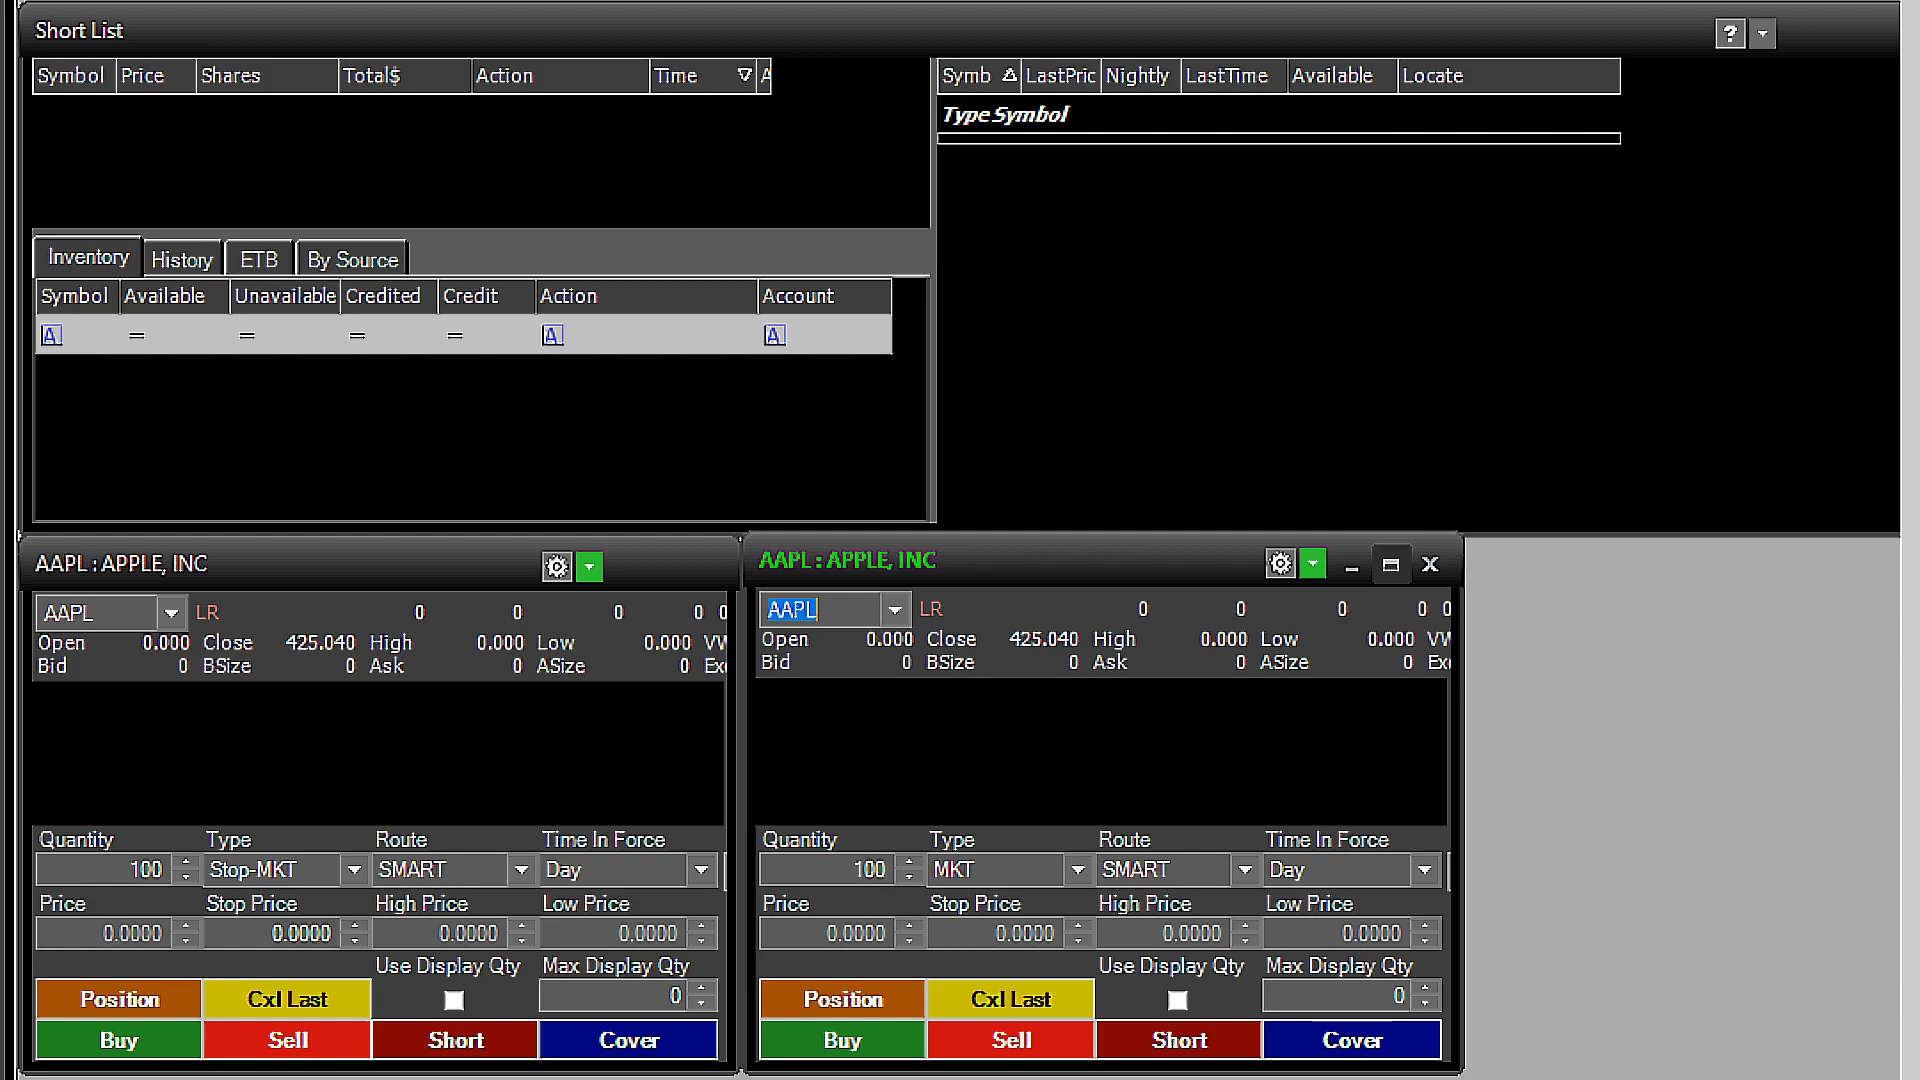 Short List
?
Symbol Price Shares Total$ Action Time A
Symb LastPric Nightly LastTime Available Locate
Type Symbol
Inventory History ETB By Source
Symbol Available Unavailable Credited Credit Action Account
A = = = = A A
AAPL : APPLE, INC
AAPL LR 0 0 0 0 0
Open 0.000 Close 425.040 High 0.000 Low 0.000 VW
Bid 0 BSize 0 Ask 0 ASize 0 Exc
Quantity Type Route Time In Force
100 Stop-MKT SMART Day
Price Stop Price High Price Low Price
0.0000 0.0000 0.0000 0.0000
Use Display Qty Max Display Qty
Position Cxl Last 0
Buy Sell Short Cover
AAPL : APPLE, INC
AAPL LR 0 0 0 0 0
Open 0.000 Close 425.040 High 0.000 Low 0.000 VW
Bid 0 BSize 0 Ask 0 ASize 0 Exc
Quantity Type Route Time In Force
100 MKT SMART Day
Price Stop Price High Price Low Price
0.0000 0.0000 0.0000 0.0000
Use Display Qty Max Display Qty
Position Cxl Last 0
Buy Sell Short Cover